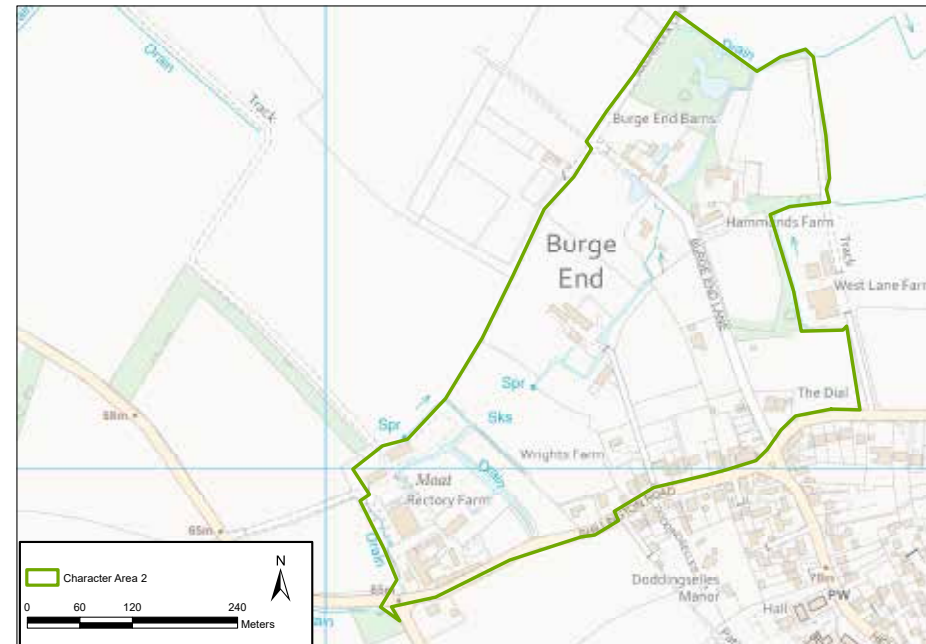 Drain
Drain
Track
Burge End Barns
Burge
End
Hammonds Farm
BURGE END LANE
Track
West Lane Farm
Spr
The Dial
68m
Spr
Sks
Wrights Farm
Drain
Moat
Rectory Farm
65m
Drain
Doddingselles
Manor
78m
Hall
PW
Character Area 2
N
0 60 120 240
Meters